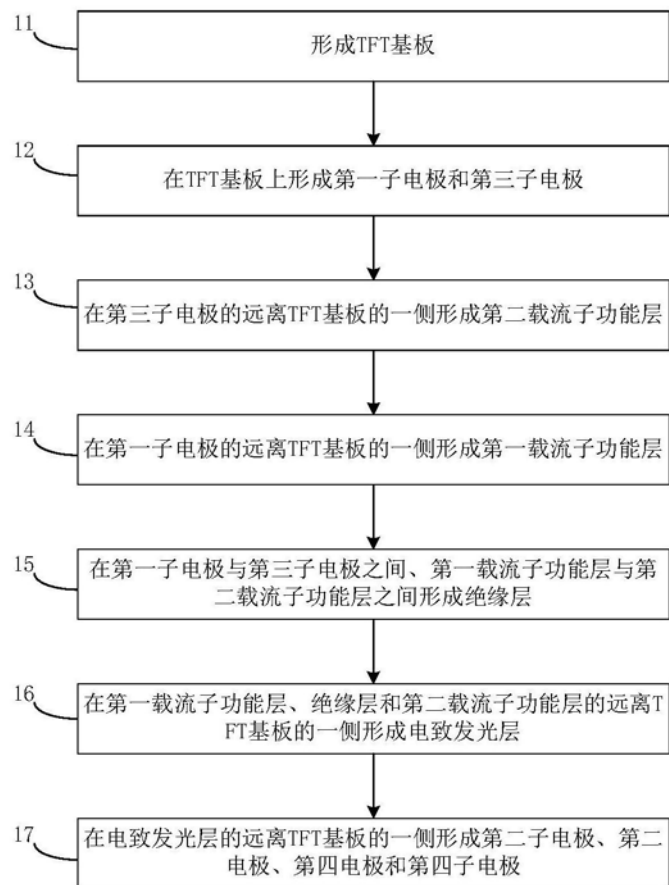 11
形成TFT基板
12
在TFT基板上形成第一子电极和第三子电极
13
在第三子电极的远离TFT基板的一侧形成第二载流子功能层
14
在第一子电极的远离TFT基板的一侧形成第一载流子功能层
15
在第一子电极与第三子电极之间、第一载流子功能层与第
二载流子功能层之间形成绝缘层
16
在第一载流子功能层、绝缘层和第二载流子功能层的远离T
FT基板的一侧形成电致发光层
17
在电致发光层的远离TFT基板的一侧形成第二子电极、第二
电极、第四电极和第四子电极